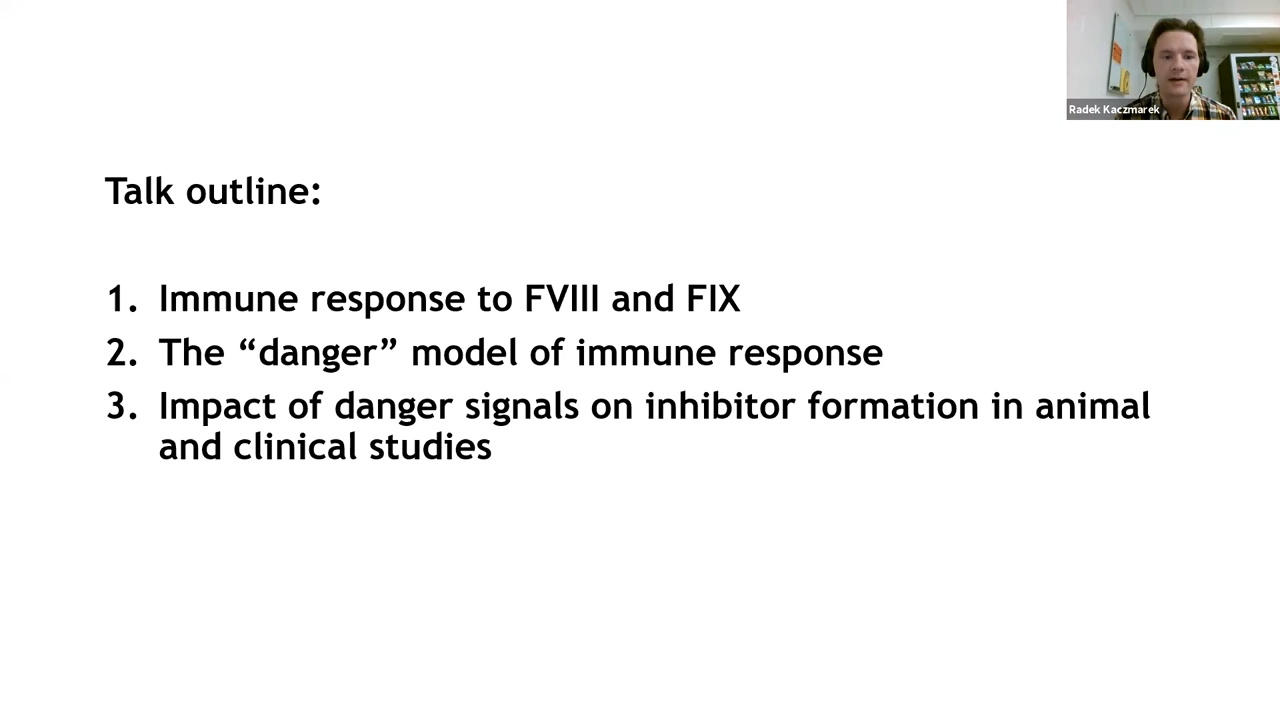 Radek Kaczmarek
Talk outline:
1. Immune response to FVIII and FIX
2. The “danger” model of immune response
3. Impact of danger signals on inhibitor formation in animal
and clinical studies